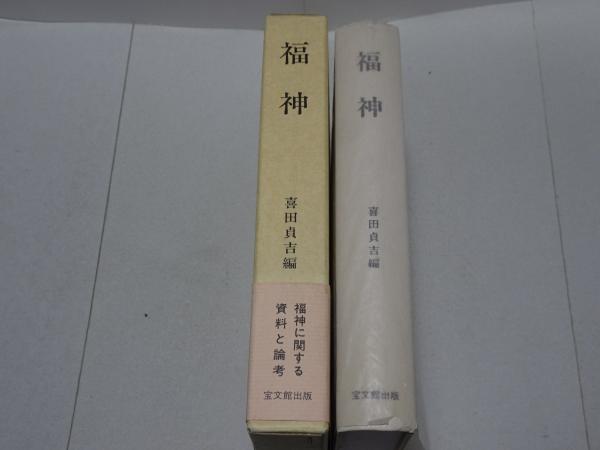 福神
喜田貞吉編
福神に関する
資料と論考
宝文館出版
福神
喜田貞吉編
宝文館出版